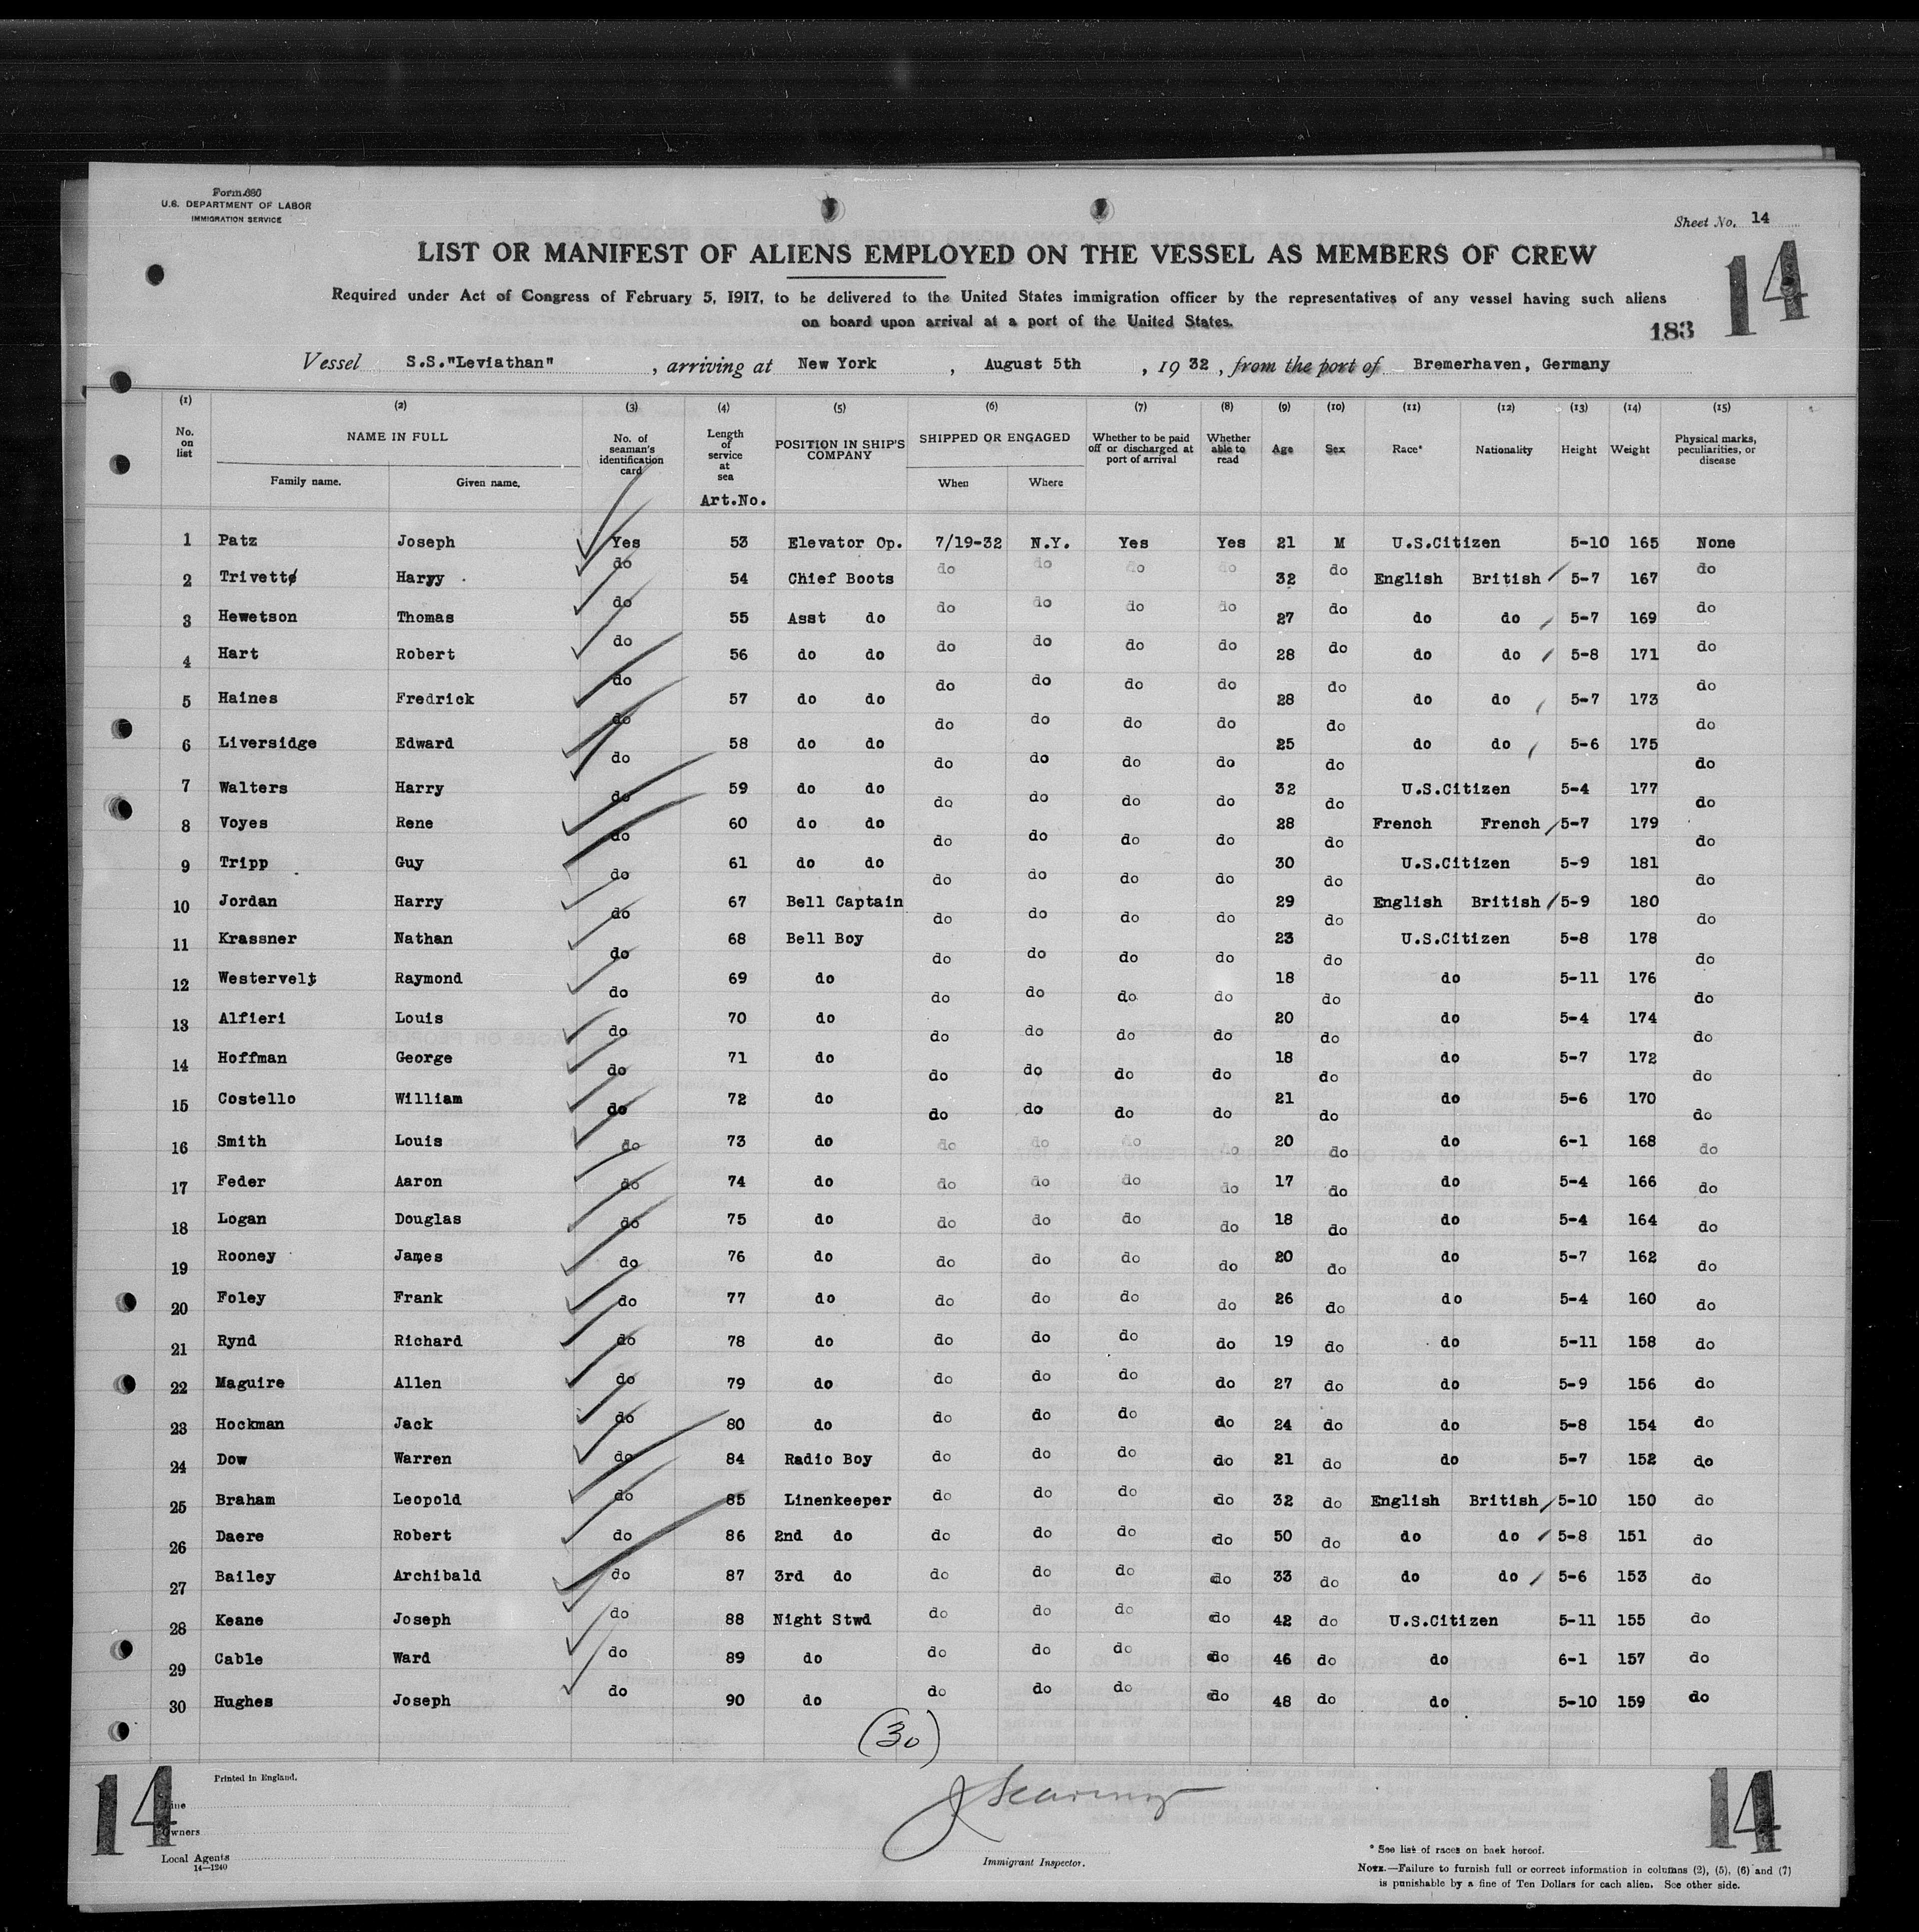 Form 680
U.S. DEPARTMENT OF LABOR
IMMIGRATION SERVICE
Sheet No. 14
14
LIST OR MANIFEST OF ALIENS EMPLOYED ON THE VESSEL AS MEMBERS OF CREW
Required under Act of Congress of February 5, 1917, to be delivered to the United States immigration officer by the representatives of any vessel having such aliens
on board upon arrival at a port of the United States.
183
Vessel S.S."Leviathan" , arriving at New York , August 5th , 19 32 , from the port of Bremerhaven, Germany
(1) (2) (3) (4) (5) (6) (7) (8) (9) (10) (11) (12) (13) (14) (15)
No. on list NAME IN FULL Family name. Given name. No. of seaman's identification card Length of service at sea POSITION IN SHIP'S COMPANY SHIPPED OR ENGAGED When Where Whether to be paid off or discharged at port of arrival Whether able to read Age Sex Race* Nationality Height Weight Physical marks, peculiarities, or disease
Art.No.
1 Patz Joseph Yes 53 Elevator Op. 7/19-32 N.Y. Yes Yes 21 M U.S.Citizen 5-10 165 None
2 Trivette Haryy do 54 Chief Boots do do do do 32 do English British 5-7 167 do
3 Hewetson Thomas do 55 Asst do do do do do 27 do do do 5-7 169 do
4 Hart Robert do 56 do do do do do do 28 do do do 5-8 171 do
5 Haines Fredrick do 57 do do do do do do 28 do do do 5-7 173 do
6 Liversidge Edward do 58 do do do do do do 25 do do do 5-6 175 do
7 Walters Harry do 59 do do do do do do 32 do U.S.Citizen 5-4 177 do
8 Voyes Rene do 60 do do do do do do 28 do French French 5-7 179 do
9 Tripp Guy do 61 do do do do do do 30 do U.S.Citizen 5-9 181 do
10 Jordan Harry do 67 Bell Captain do do do do 29 do English British 5-9 180 do
11 Krassner Nathan do 68 Bell Boy do do do do 23 do U.S.Citizen 5-8 178 do
12 Westervelt Raymond do 69 do do do do do 18 do do 5-11 176 do
13 Alfieri Louis do 70 do do do do do 20 do do 5-4 174 do
14 Hoffman George do 71 do do do do do 18 do do 5-7 172 do
15 Costello William do 72 do do do do do 21 do do 5-6 170 do
16 Smith Louis do 73 do do do do do 20 do do 6-1 168 do
17 Feder Aaron do 74 do do do do do 17 do do 5-4 166 do
18 Logan Douglas do 75 do do do do do 18 do do 5-4 164 do
19 Rooney James do 76 do do do do do 20 do do 5-7 162 do
20 Foley Frank do 77 do do do do do 26 do do 5-4 160 do
21 Rynd Richard do 78 do do do do do 19 do do 5-11 158 do
22 Maguire Allen do 79 do do do do do 27 do do 5-9 156 do
23 Hockman Jack do 80 do do do do do 24 do do 5-8 154 do
24 Dow Warren do 84 Radio Boy do do do do 21 do do 5-7 152 do
25 Braham Leopold do 85 Linenkeeper do do do do 32 do English British 5-10 150 do
26 Daere Robert do 86 2nd do do do do do 50 do do do 5-8 151 do
27 Bailey Archibald do 87 3rd do do do do do 33 do do do 5-6 153 do
28 Keane Joseph do 88 Night Stwd do do do do 42 do U.S.Citizen 5-11 155 do
29 Cable Ward do 89 do do do do do 46 do do 6-1 157 do
30 Hughes Joseph do 90 do do do do do 48 do do 5-10 159 do
(30)
14
Printed in England.
Line
Owners
Local Agents
14—1240
Immigrant Inspector.
14
* See list of races on back hereof.
NOTE.—Failure to furnish full or correct information in columns (2), (5), (6) and (7)
is punishable by a fine of Ten Dollars for each alien. See other side.